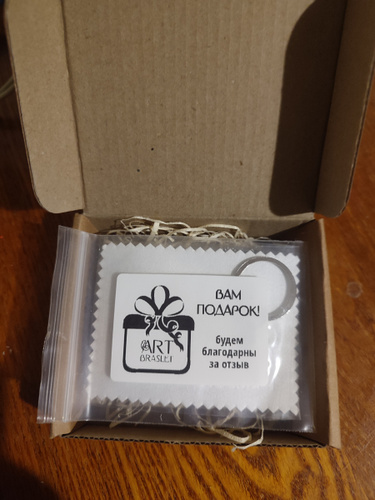 ВАМ
ПОДАРОК!
ART
BRASLET
будем
благодарны
за отзыв